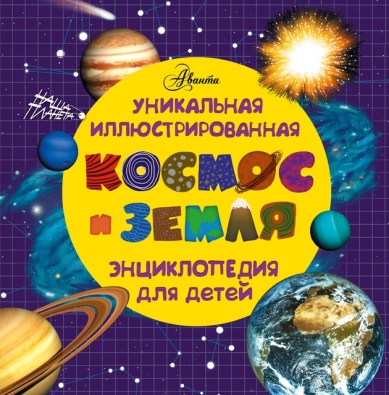 Аванта
НАША
ПЛАНЕТА
УНИКАЛЬНАЯ
ИЛЛЮСТРИРОВАННАЯ
КОСМОС
и ЗЕМЛЯ
ЭНЦИКЛОПЕДИЯ
для детей